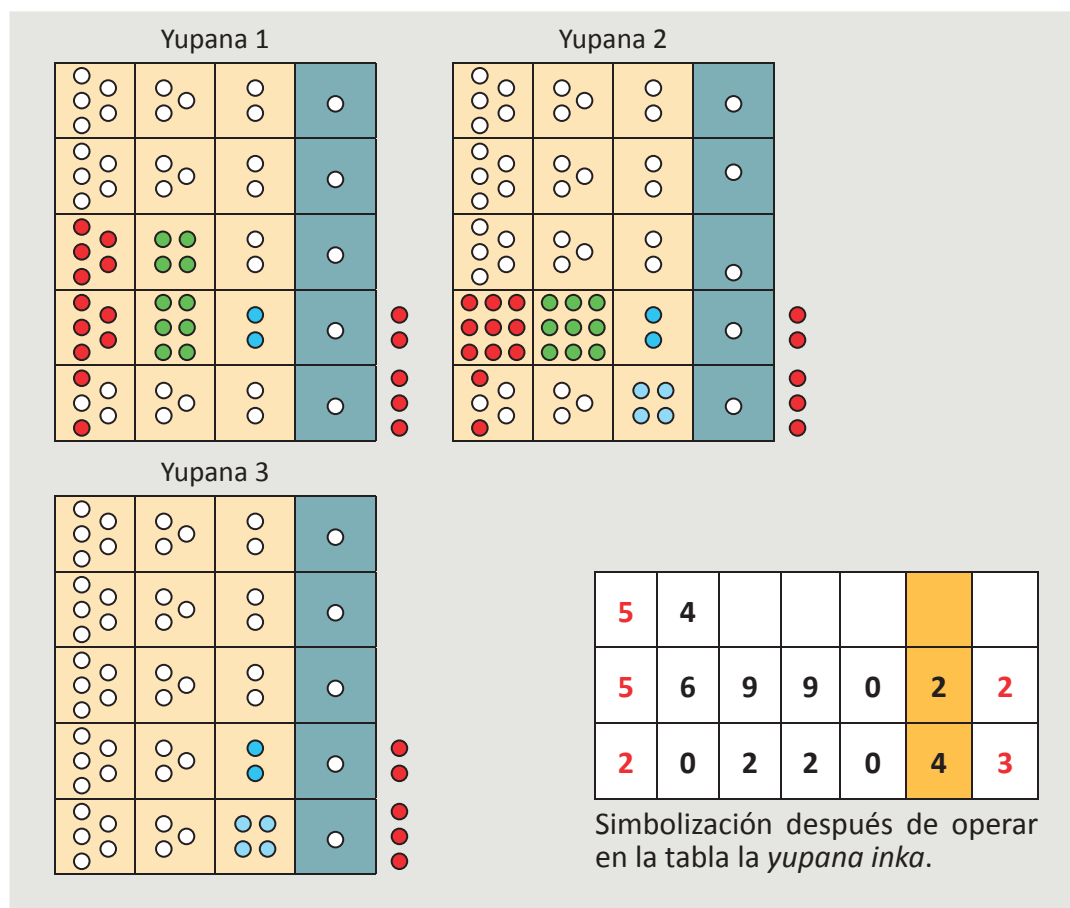 Yupana 1
Yupana 2
Yupana 3
5 4
5 6 9 9 0 2 2
2 0 2 2 0 4 3
Simbolización después de operar
en la tabla la yupana inka.